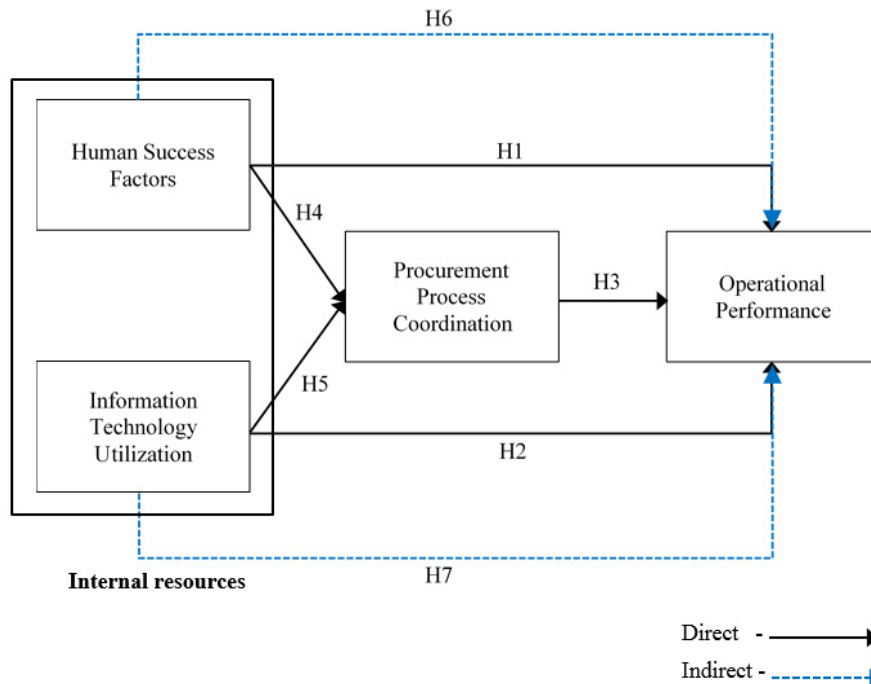 H6
Human Success
Factors
H1
H4
Procurement
Process
Coordination
H3
Operational
Performance
Information
Technology
Utilization
H5
H2
Internal resources
H7
Direct -
Indirect -